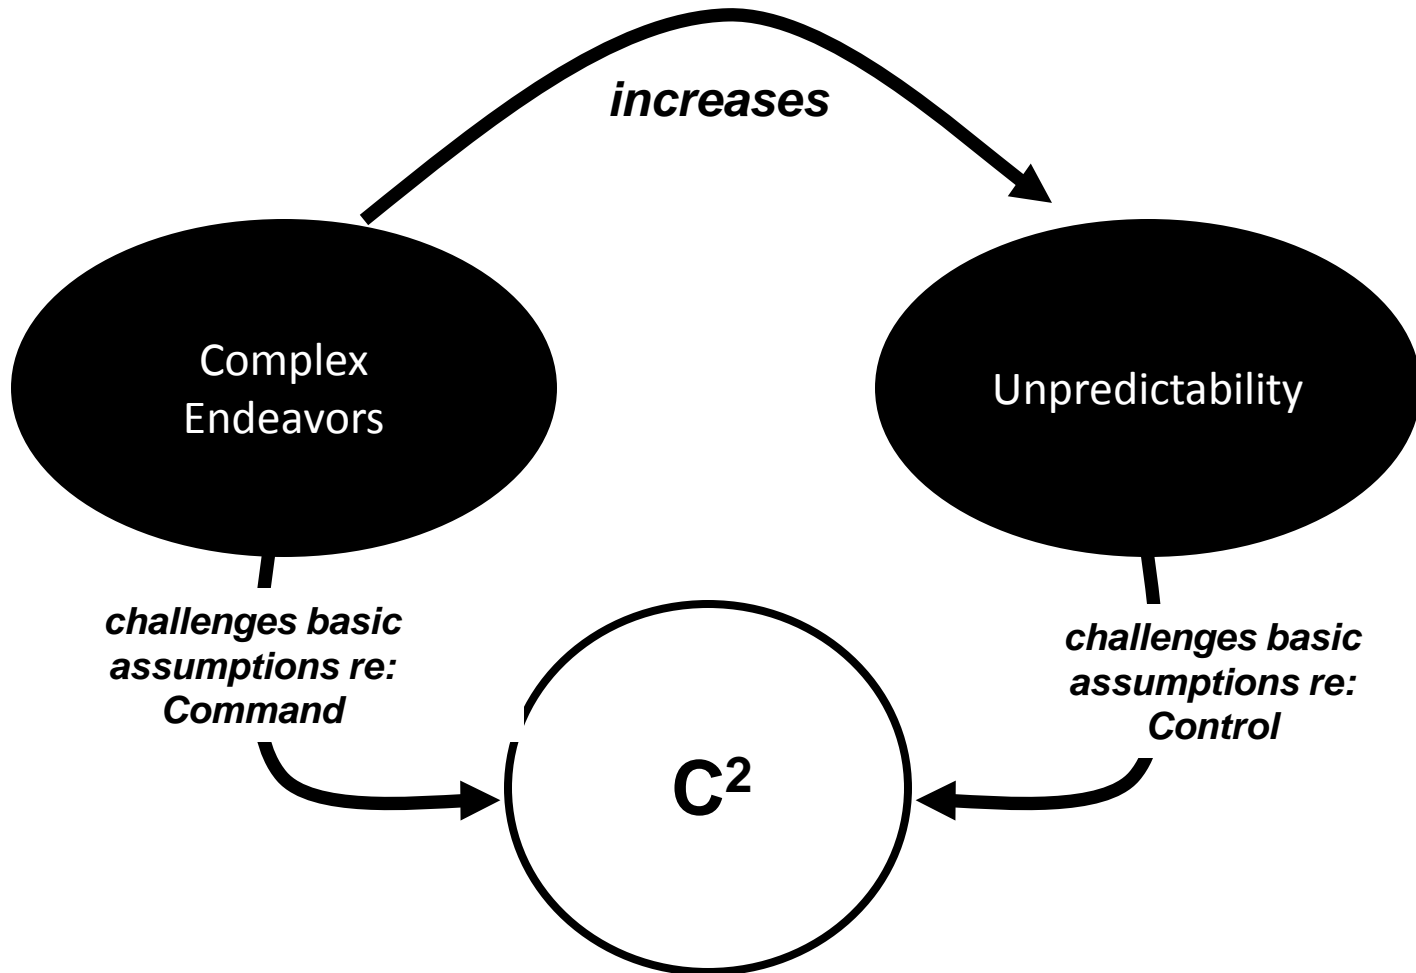 increases
Complex
Endeavors
Unpredictability
challenges basic
assumptions re:
Command
challenges basic
assumptions re:
Control
C²